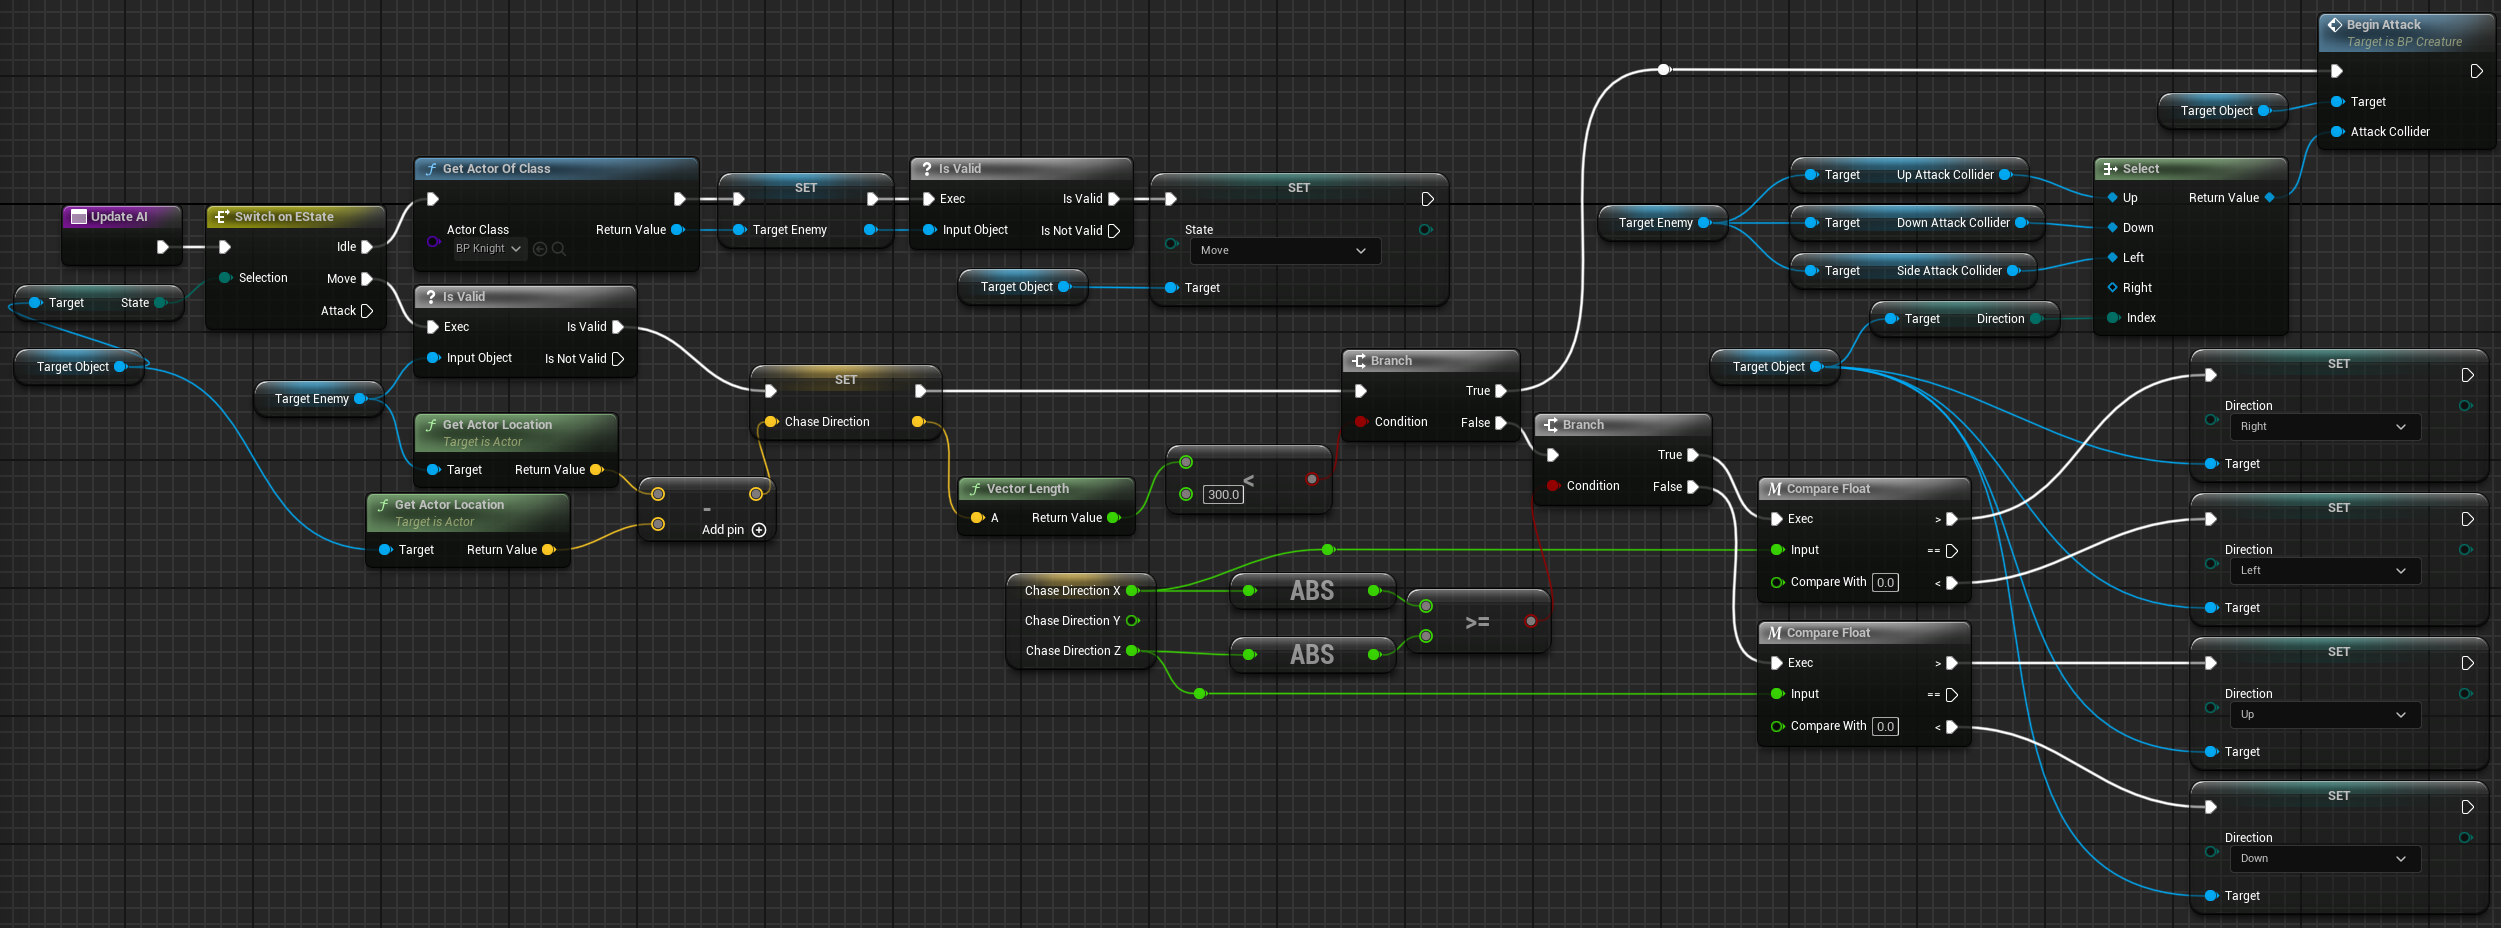 Update AI
Switch on EState
Idle
Selection
Move
Attack
Target State
Target Object
Target Enemy
Get Actor Of Class
Actor Class Return Value
BP Knight
SET
Target Enemy
? Is Valid
Exec Is Valid
Input Object Is Not Valid
SET
State
Move
Target
Target Object
? Is Valid
Exec Is Valid
Input Object Is Not Valid
f Get Actor Location
Target is Actor
Target Return Value
f Get Actor Location
Target is Actor
Target Return Value
-
Add pin
SET
Chase Direction
f Vector Length
A Return Value
<
300.0
Branch
True
Condition False
Branch
True
Condition False
Chase Direction X
Chase Direction Y
Chase Direction Z
ABS
ABS
>=
Compare Float
Exec >
Input ==
Compare With 0.0 <
Compare Float
Exec >
Input ==
Compare With 0.0 <
Begin Attack
Target is BP Creature
Target
Attack Collider
Target Object
Target Enemy
Target Up Attack Collider
Target Down Attack Collider
Target Side Attack Collider
Select
Up Return Value
Down
Left
Right
Index
Target Direction
Target Object
SET
Direction
Right
Target
SET
Direction
Left
Target
SET
Direction
Up
Target
SET
Direction
Down
Target